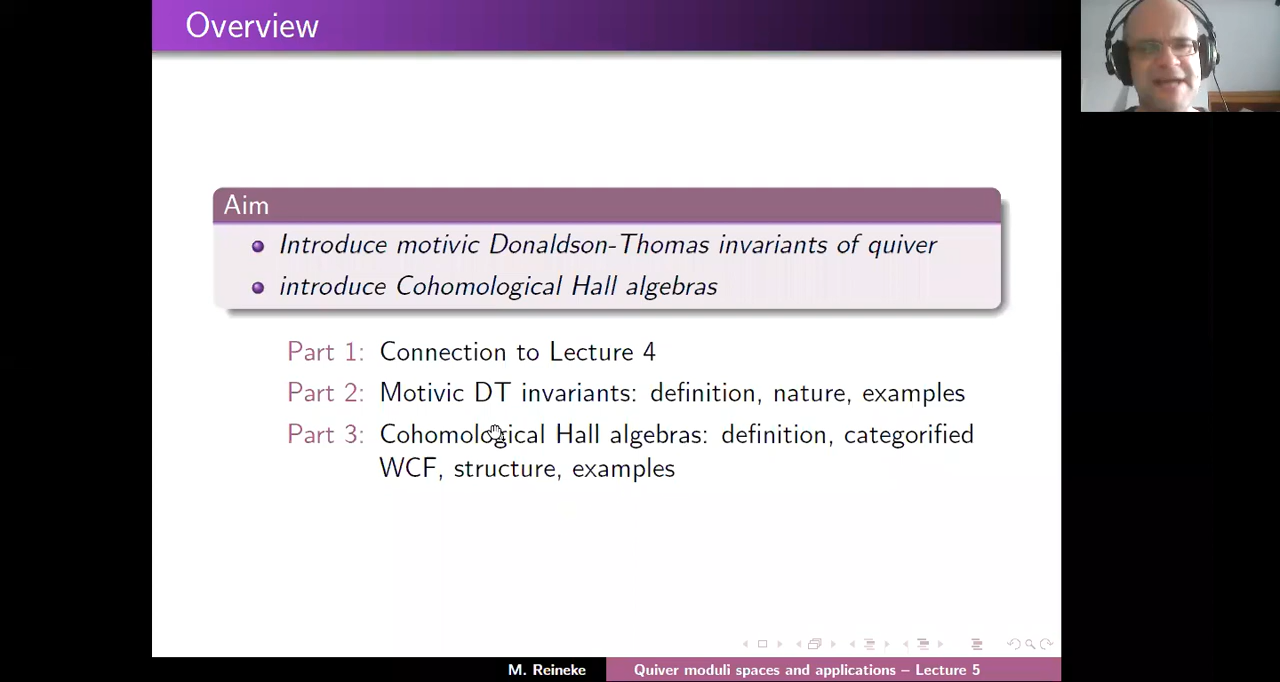 Overview
Aim
Introduce motivic Donaldson-Thomas invariants of quiver
introduce Cohomological Hall algebras
Part 1: Connection to Lecture 4
Part 2: Motivic DT invariants: definition, nature, examples
Part 3: Cohomological Hall algebras: definition, categorified
WCF, structure, examples
M. Reineke Quiver moduli spaces and applications – Lecture 5